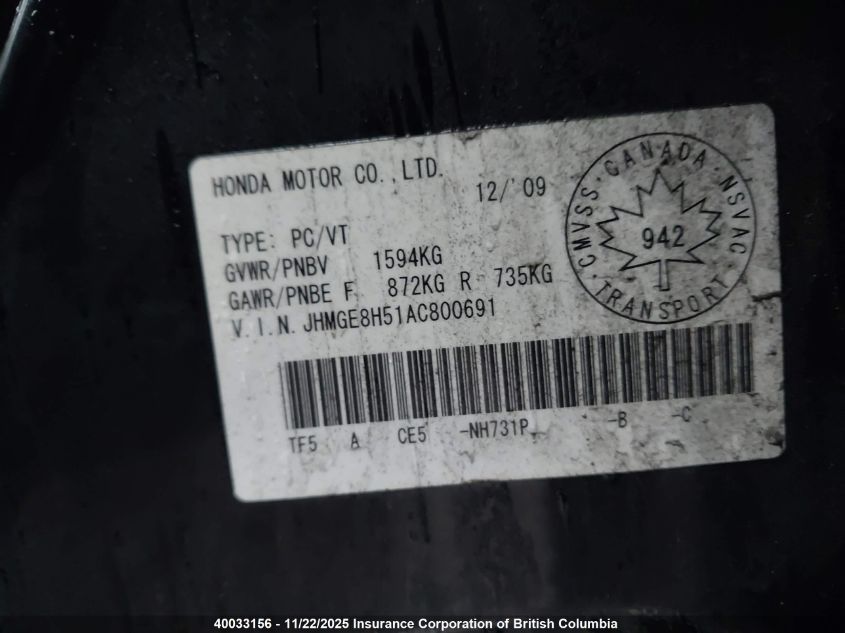 HONDA MOTOR CO., LTD.
12/'09
TYPE: PC/VT
GVWR/PNBV 1594KG
GAWR/PNBE F 872KG R 735KG
V.I.N. JHMGE8H51AC800691
CMVSS · CANADA · NSVAC
942
TRANSPORT
TF5 A CE5 -NH731P -B -C
40033156 - 11/22/2025 Insurance Corporation of British Columbia